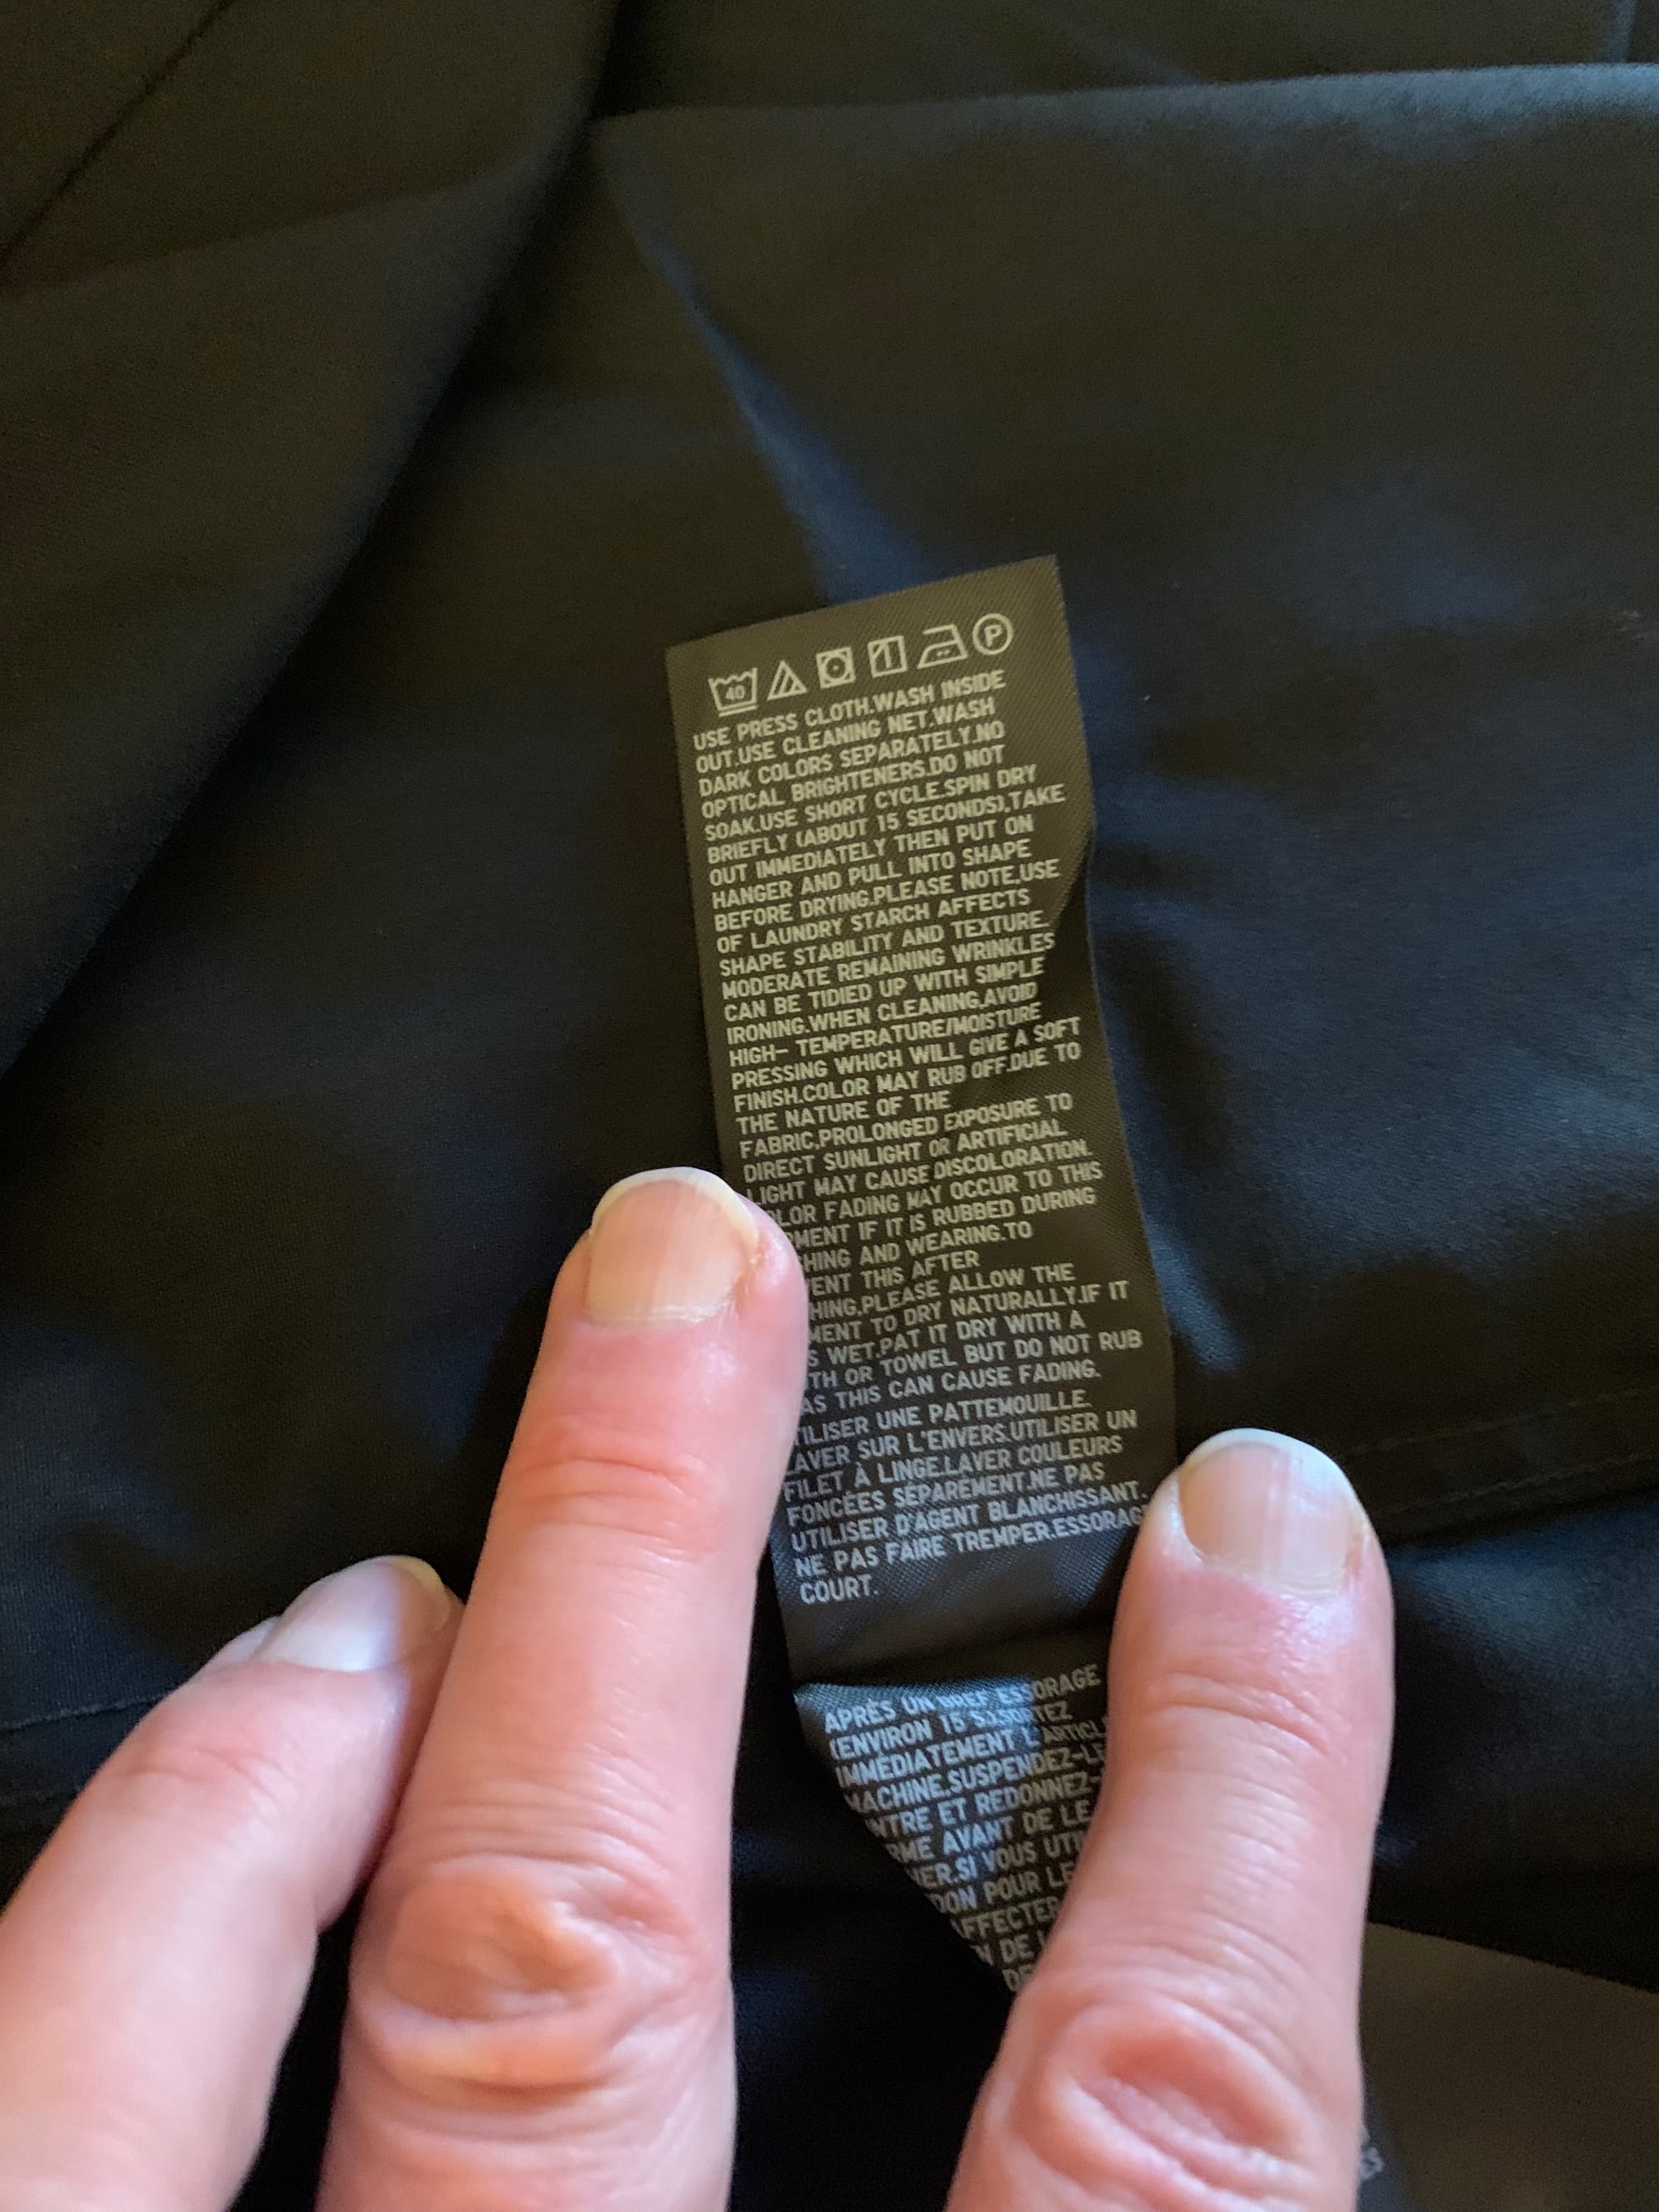 40 P
USE PRESS CLOTH.WASH INSIDE
OUT.USE CLEANING NET.WASH
DARK COLORS SEPARATELY.NO
OPTICAL BRIGHTENERS.DO NOT
SOAK.USE SHORT CYCLE.SPIN DRY
BRIEFLY (ABOUT 15 SECONDS),TAKE
OUT IMMEDIATELY THEN PUT ON
HANGER AND PULL INTO SHAPE
BEFORE DRYING.PLEASE NOTE,USE
OF LAUNDRY STARCH AFFECTS
SHAPE STABILITY AND TEXTURE.
MODERATE REMAINING WRINKLES
CAN BE TIDIED UP WITH SIMPLE
IRONING.WHEN CLEANING,AVOID
HIGH- TEMPERATURE/MOISTURE
PRESSING WHICH WILL GIVE A SOFT
FINISH.COLOR MAY RUB OFF.DUE TO
THE NATURE OF THE
FABRIC,PROLONGED EXPOSURE TO
DIRECT SUNLIGHT OR ARTIFICIAL
LIGHT MAY CAUSE DISCOLORATION.
FADING MAY OCCUR TO THIS
IF IT IS RUBBED DURING
AND WEARING.TO
THIS AFTER
PLEASE ALLOW THE
TO DRY NATURALLY.IF IT
WET,PAT IT DRY WITH A
OR TOWEL BUT DO NOT RUB
AS THIS CAN CAUSE FADING.
UNE PATTEMOUILLE.
SUR L'ENVERS.UTILISER UN
FILET À LINGE.LAVER COULEURS
FONCÉES SÉPARÉMENT.NE PAS
UTILISER D'AGENT BLANCHISSANT.
NE PAS FAIRE TREMPER.ESSORAG
COURT.
APRÈS UN BREF ESSORAGE
(ENVIRON 15 S),SORTEZ
IMMÉDIATEMENT L'ARTICL
MACHINE,SUSPENDEZ-LE
ET REDONNEZ-
AVANT DE LE
SI VOUS
POUR LE
DE